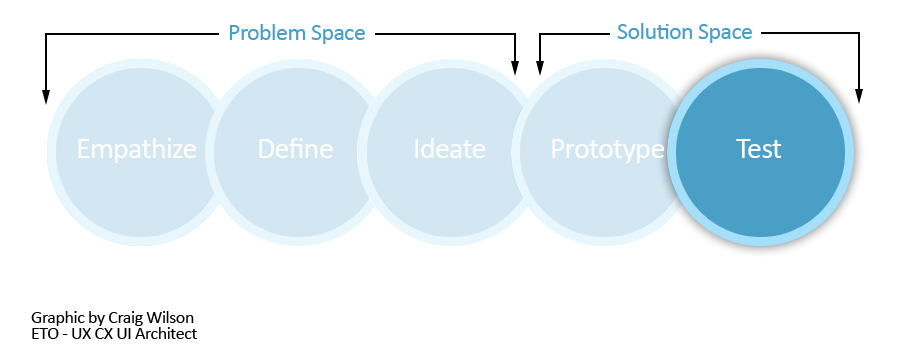 Problem Space
Solution Space
Empathize
Define
Ideate
Prototype
Test
Graphic by Craig Wilson
ETO - UX CX UI Architect